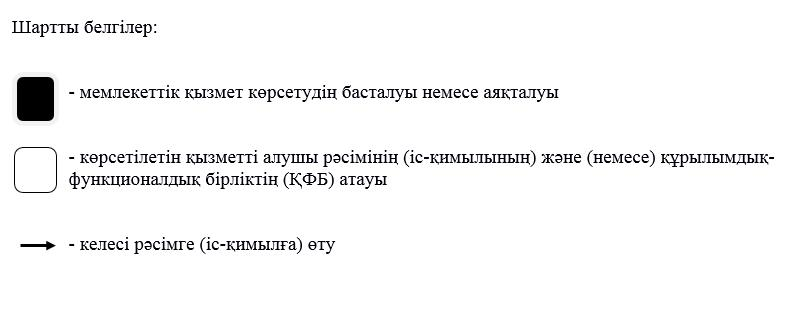 Шартты белгілер:
- мемлекеттік қызмет көрсетудің басталуы немесе аяқталуы
- көрсетілетін қызметті алушы рәсімінің (іс-қимылының) және (немесе) құрылымдық-
функционалдық бірліктің (ҚФБ) атауы
- келесі рәсімге (іс-қимылға) өту